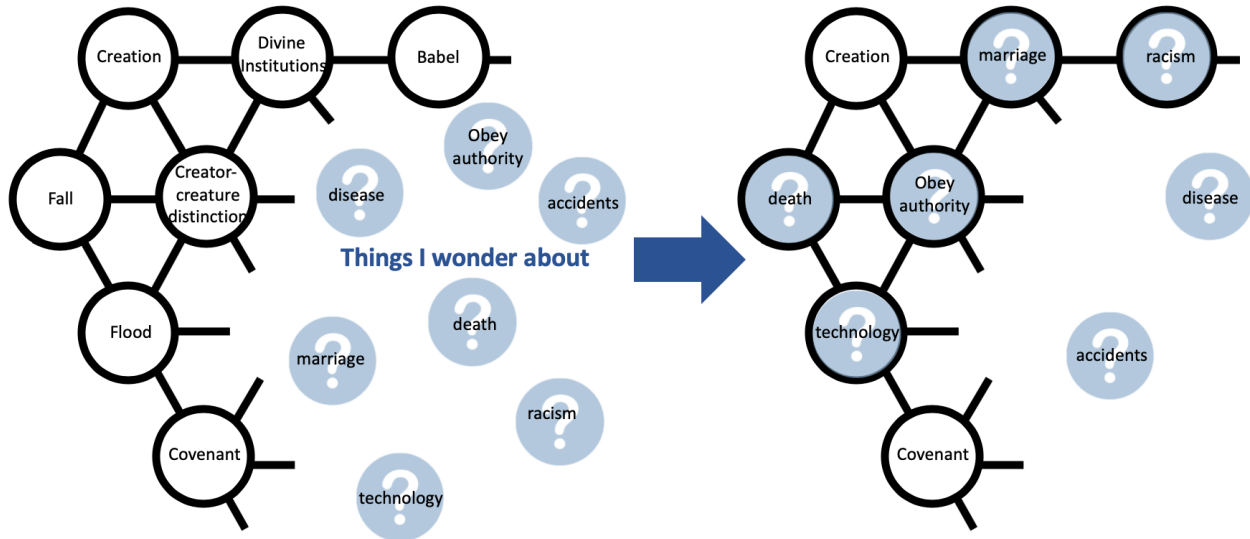 Creation
Divine
Institutions
Babel
Obey
authority
Fall
Creator-
creature
distinction
disease
accidents
Things I wonder about
Flood
death
marriage
racism
Covenant
technology
Creation
marriage
racism
death
Obey
authority
disease
technology
accidents
Covenant